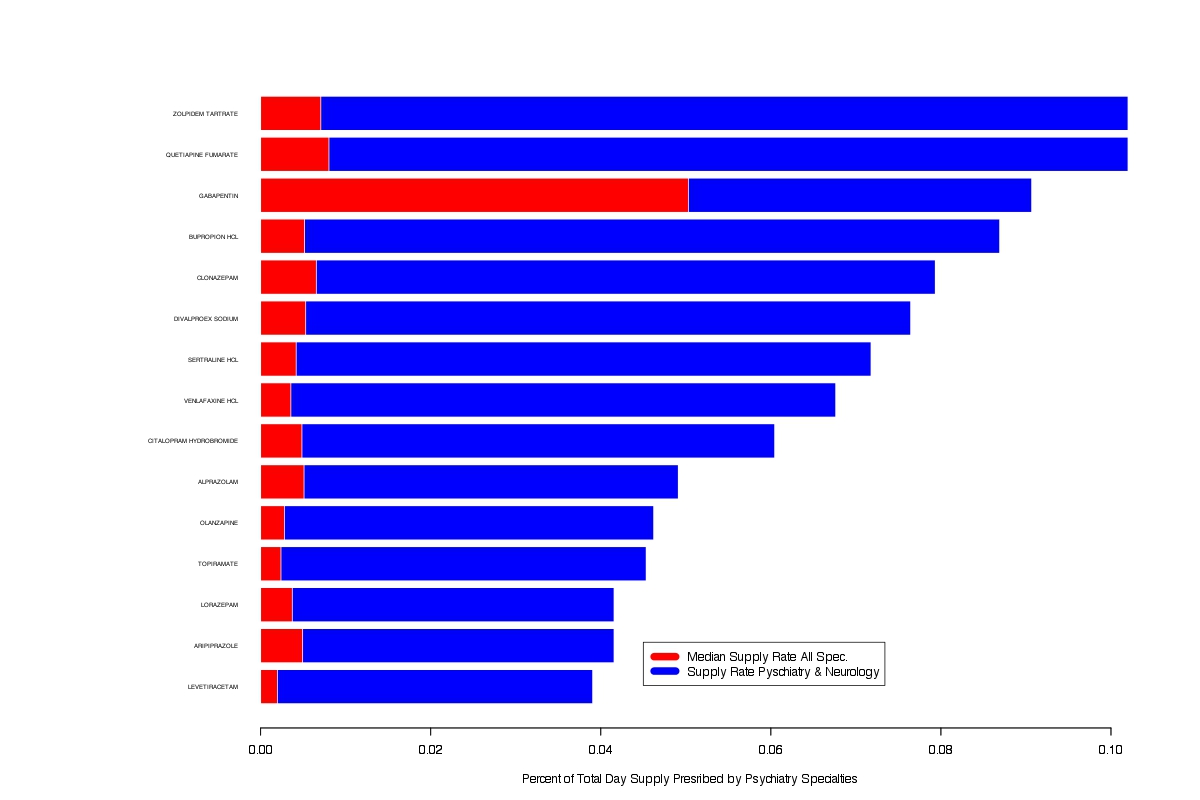 ZOLPIDEM TARTRATE
QUETIAPINE FUMARATE
GABAPENTIN
BUPROPION HCL
CLONAZEPAM
DIVALPROEX SODIUM
SERTRALINE HCL
VENLAFAXINE HCL
CITALOPRAM HYDROBROMIDE
ALPRAZOLAM
OLANZAPINE
TOPIRAMATE
LORAZEPAM
ARIPIPRAZOLE
LEVETIRACETAM
Median Supply Rate All Spec.
Supply Rate Pyschiatry & Neurology
0.00 0.02 0.04 0.06 0.08 0.10
Percent of Total Day Supply Presribed by Psychiatry Specialties